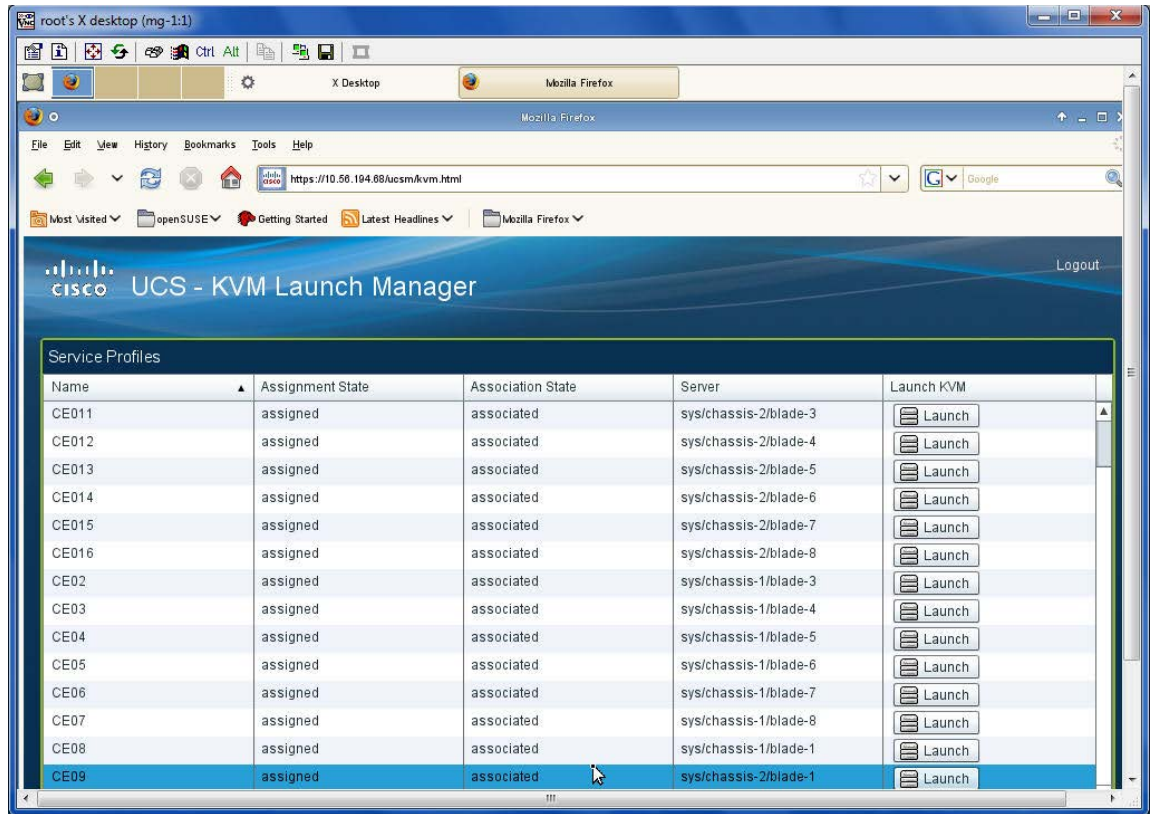 root's X desktop (mg-1:1)
Ctrl Alt
X Desktop Mozilla Firefox
Mozilla Firefox
File Edit View History Bookmarks Tools Help
https://10.56.194.68/ucsm/kvm.html Google
Most Visited openSUSE Getting Started Latest Headlines Mozilla Firefox
Logout
CISCO UCS - KVM Launch Manager
Service Profiles
Name Assignment State Association State Server Launch KVM
CE011 assigned associated sys/chassis-2/blade-3 Launch
CE012 assigned associated sys/chassis-2/blade-4 Launch
CE013 assigned associated sys/chassis-2/blade-5 Launch
CE014 assigned associated sys/chassis-2/blade-6 Launch
CE015 assigned associated sys/chassis-2/blade-7 Launch
CE016 assigned associated sys/chassis-2/blade-8 Launch
CE02 assigned associated sys/chassis-1/blade-3 Launch
CE03 assigned associated sys/chassis-1/blade-4 Launch
CE04 assigned associated sys/chassis-1/blade-5 Launch
CE05 assigned associated sys/chassis-1/blade-6 Launch
CE06 assigned associated sys/chassis-1/blade-7 Launch
CE07 assigned associated sys/chassis-1/blade-8 Launch
CE08 assigned associated sys/chassis-1/blade-1 Launch
CE09 assigned associated sys/chassis-2/blade-1 Launch